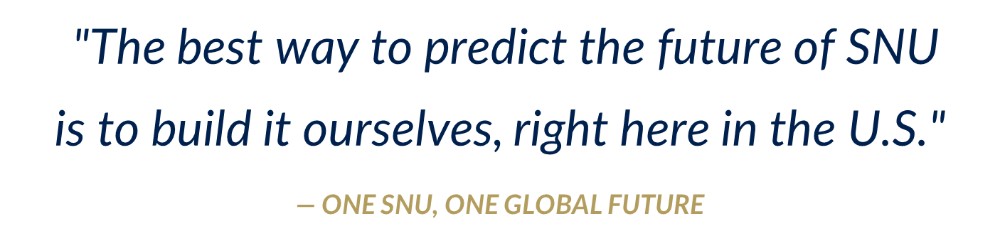 "The best way to predict the future of SNU
is to build it ourselves, right here in the U.S."
— ONE SNU, ONE GLOBAL FUTURE